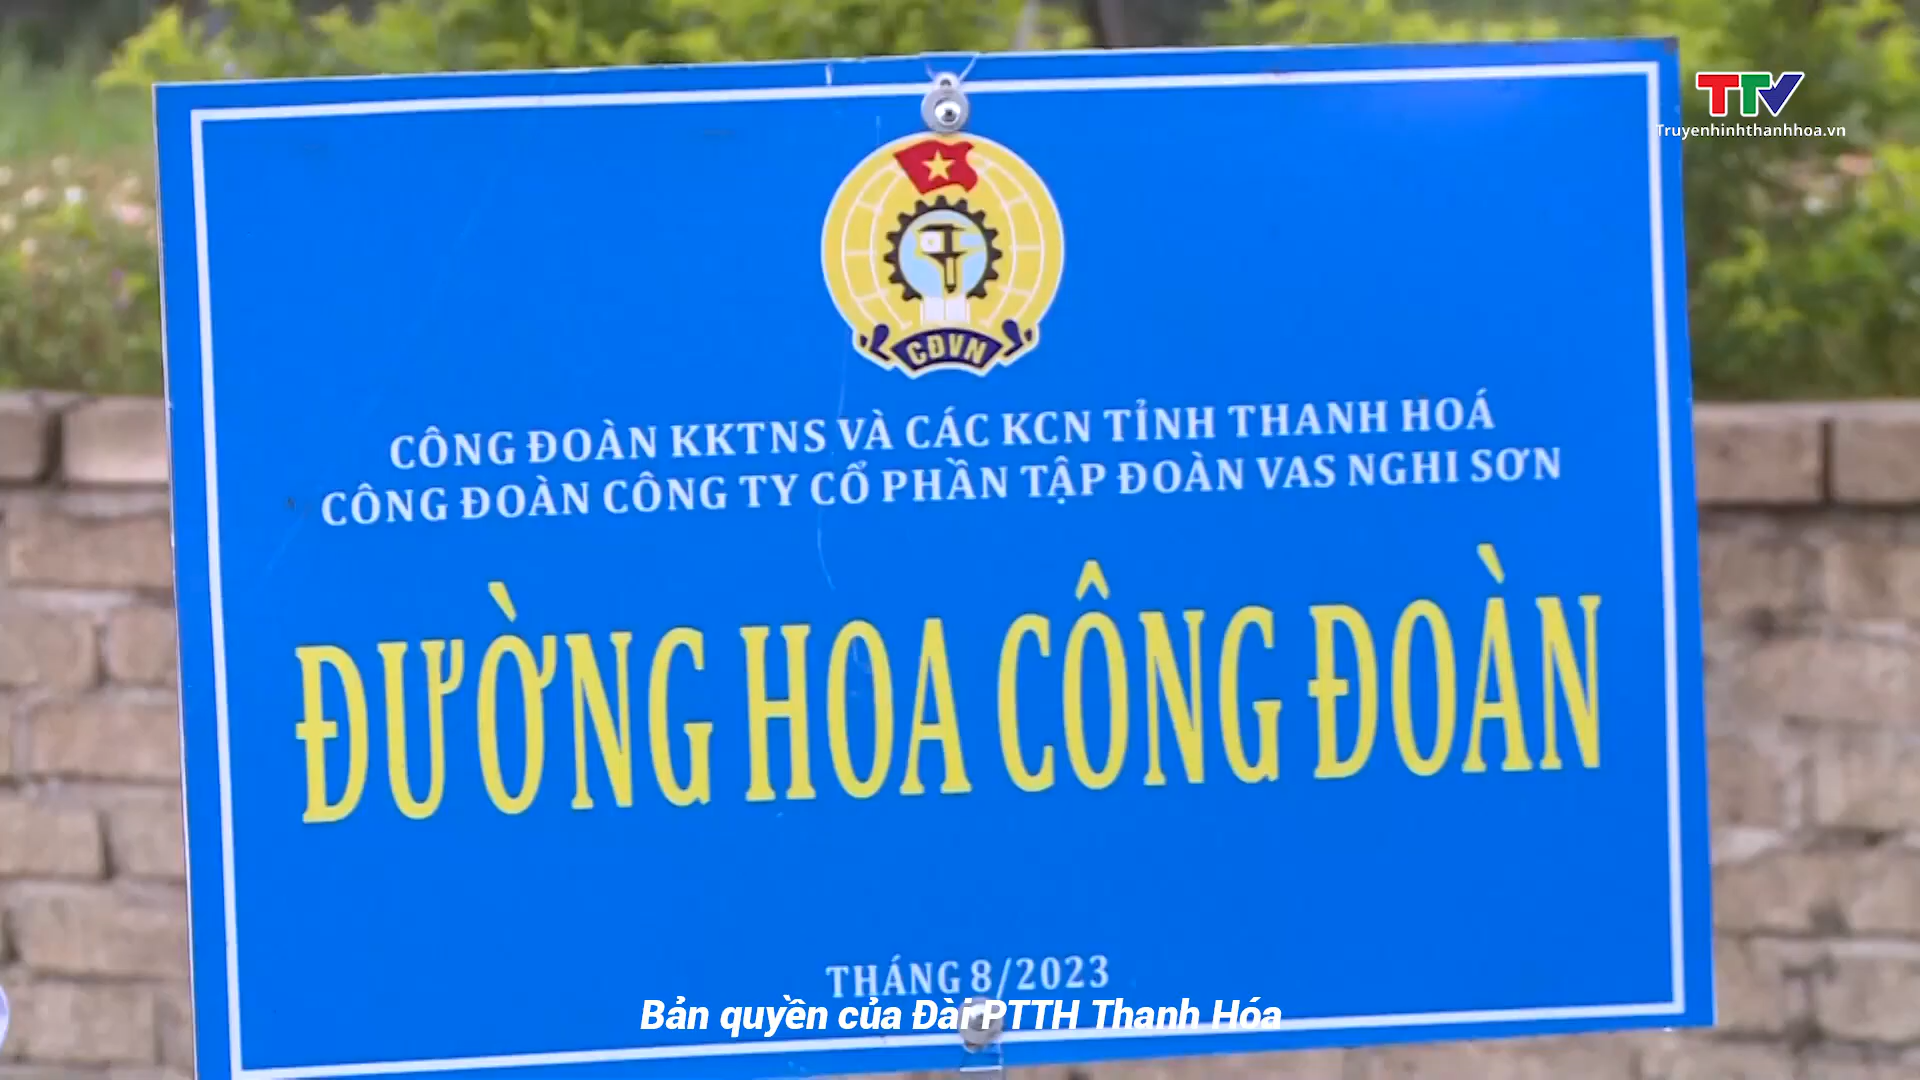 TTV
Truyenhinhthanhhoa.vn
CĐVN
CÔNG ĐOÀN KKTNS VÀ CÁC KCN TỈNH THANH HOÁ
CÔNG ĐOÀN CÔNG TY CỔ PHẦN TẬP ĐOÀN VAS NGHI SƠN
ĐƯỜNG HOA CÔNG ĐOÀN
THÁNG 8/2023
Bản quyền của Đài PTTH Thanh Hóa